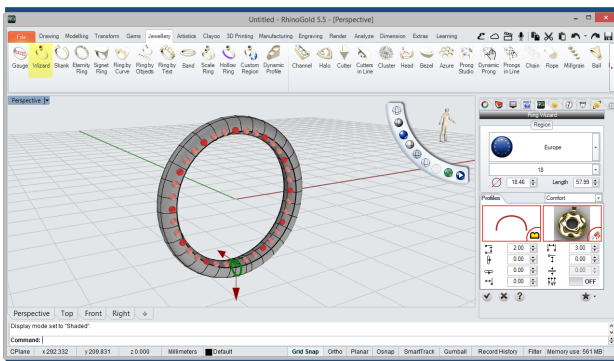 Untitled - RhinoGold 5.5 - [Perspective]
File Drawing Modelling Transform Gems Jewellery Artistics Clayoo 3D Printing Manufacturing Engraving Render Analyze Dimension Extras Learning
Gauge Wizard Shank Eternity Ring Signet Ring Ring by Curve Ring by Objects Ring by Text Band Scale Ring Hollow Ring Custom Region Dynamic Profile Channel Halo Cutter Cutters in Line Cluster Head Bezel Azure Prong Studio Dynamic Prong Prongs in Line Chain Rope Millgrain Bail
Perspective
Ring Wizard
Region
Europe
18
18.46 Length 57.99
Profiles Comfort
2.00 3.00
0.00 0.00
0.00 0.00
0.00 OFF
Perspective Top Front Right
Display mode set to "Shaded".
Command:
CPlane x 292.332 y 209.831 z 0.000 Millimeters Default Grid Snap Ortho Planar Osnap SmartTrack Gumball Record History Filter Memory use: 561 MB